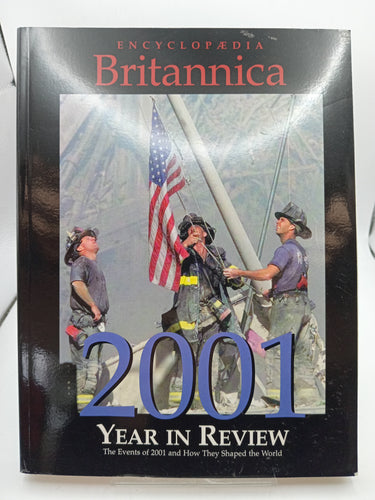 ENCYCLOPÆDIA
Britannica
2001
YEAR IN REVIEW
The Events of 2001 and How They Shaped the World